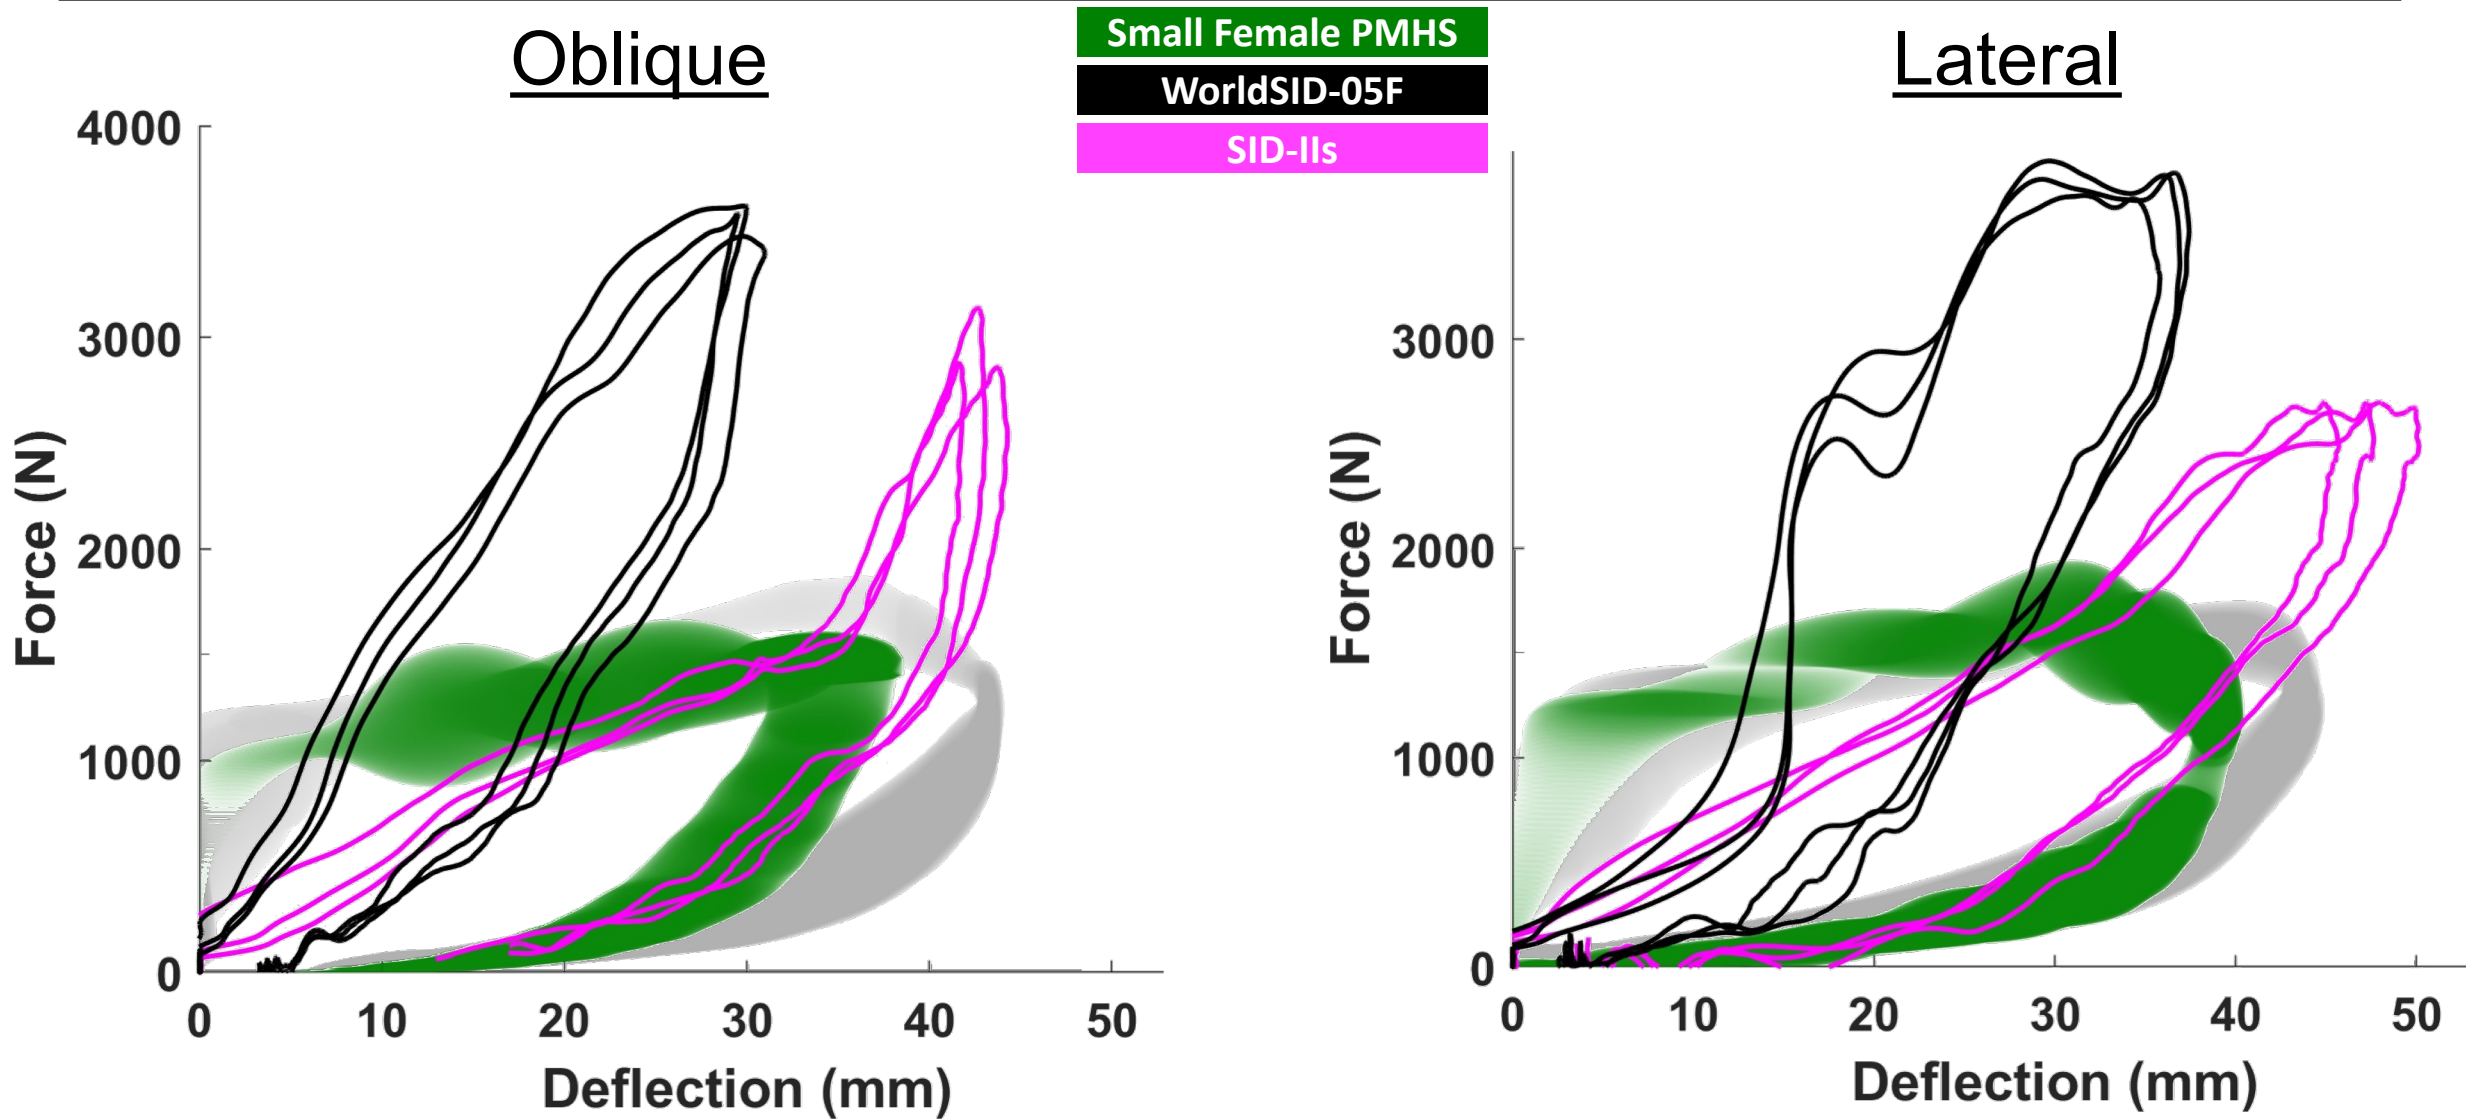 Oblique
Small Female PMHS
WorldSID-05F
SID-IIs
Lateral
4000
3000
2000
1000
0
Force (N)
0 10 20 30 40 50
Deflection (mm)
3000
2000
1000
0
Force (N)
0 10 20 30 40 50
Deflection (mm)